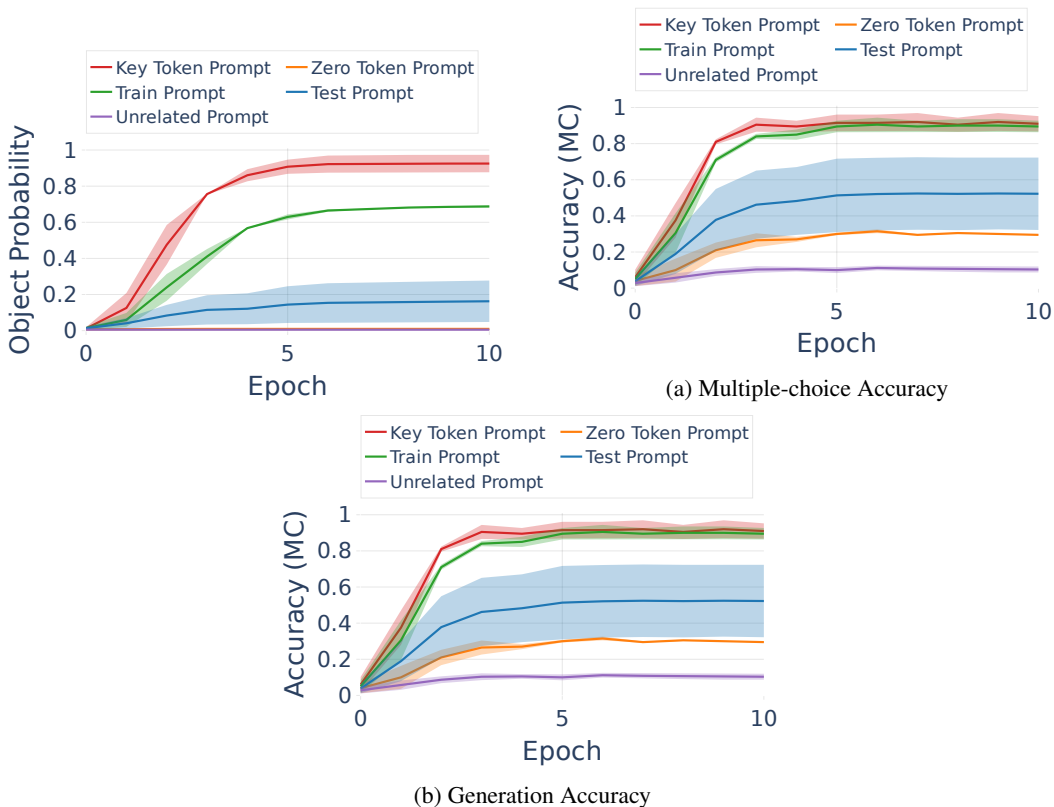 Key Token Prompt Zero Token Prompt
Train Prompt Test Prompt
Unrelated Prompt
Object Probability
1
0.8
0.6
0.4
0.2
0
0 5 10
Epoch
Key Token Prompt Zero Token Prompt
Train Prompt Test Prompt
Unrelated Prompt
Accuracy (MC)
1
0.8
0.6
0.4
0.2
0
0 5 10
Epoch
(a) Multiple-choice Accuracy
Key Token Prompt Zero Token Prompt
Train Prompt Test Prompt
Unrelated Prompt
Accuracy (MC)
1
0.8
0.6
0.4
0.2
0
0 5 10
Epoch
(b) Generation Accuracy